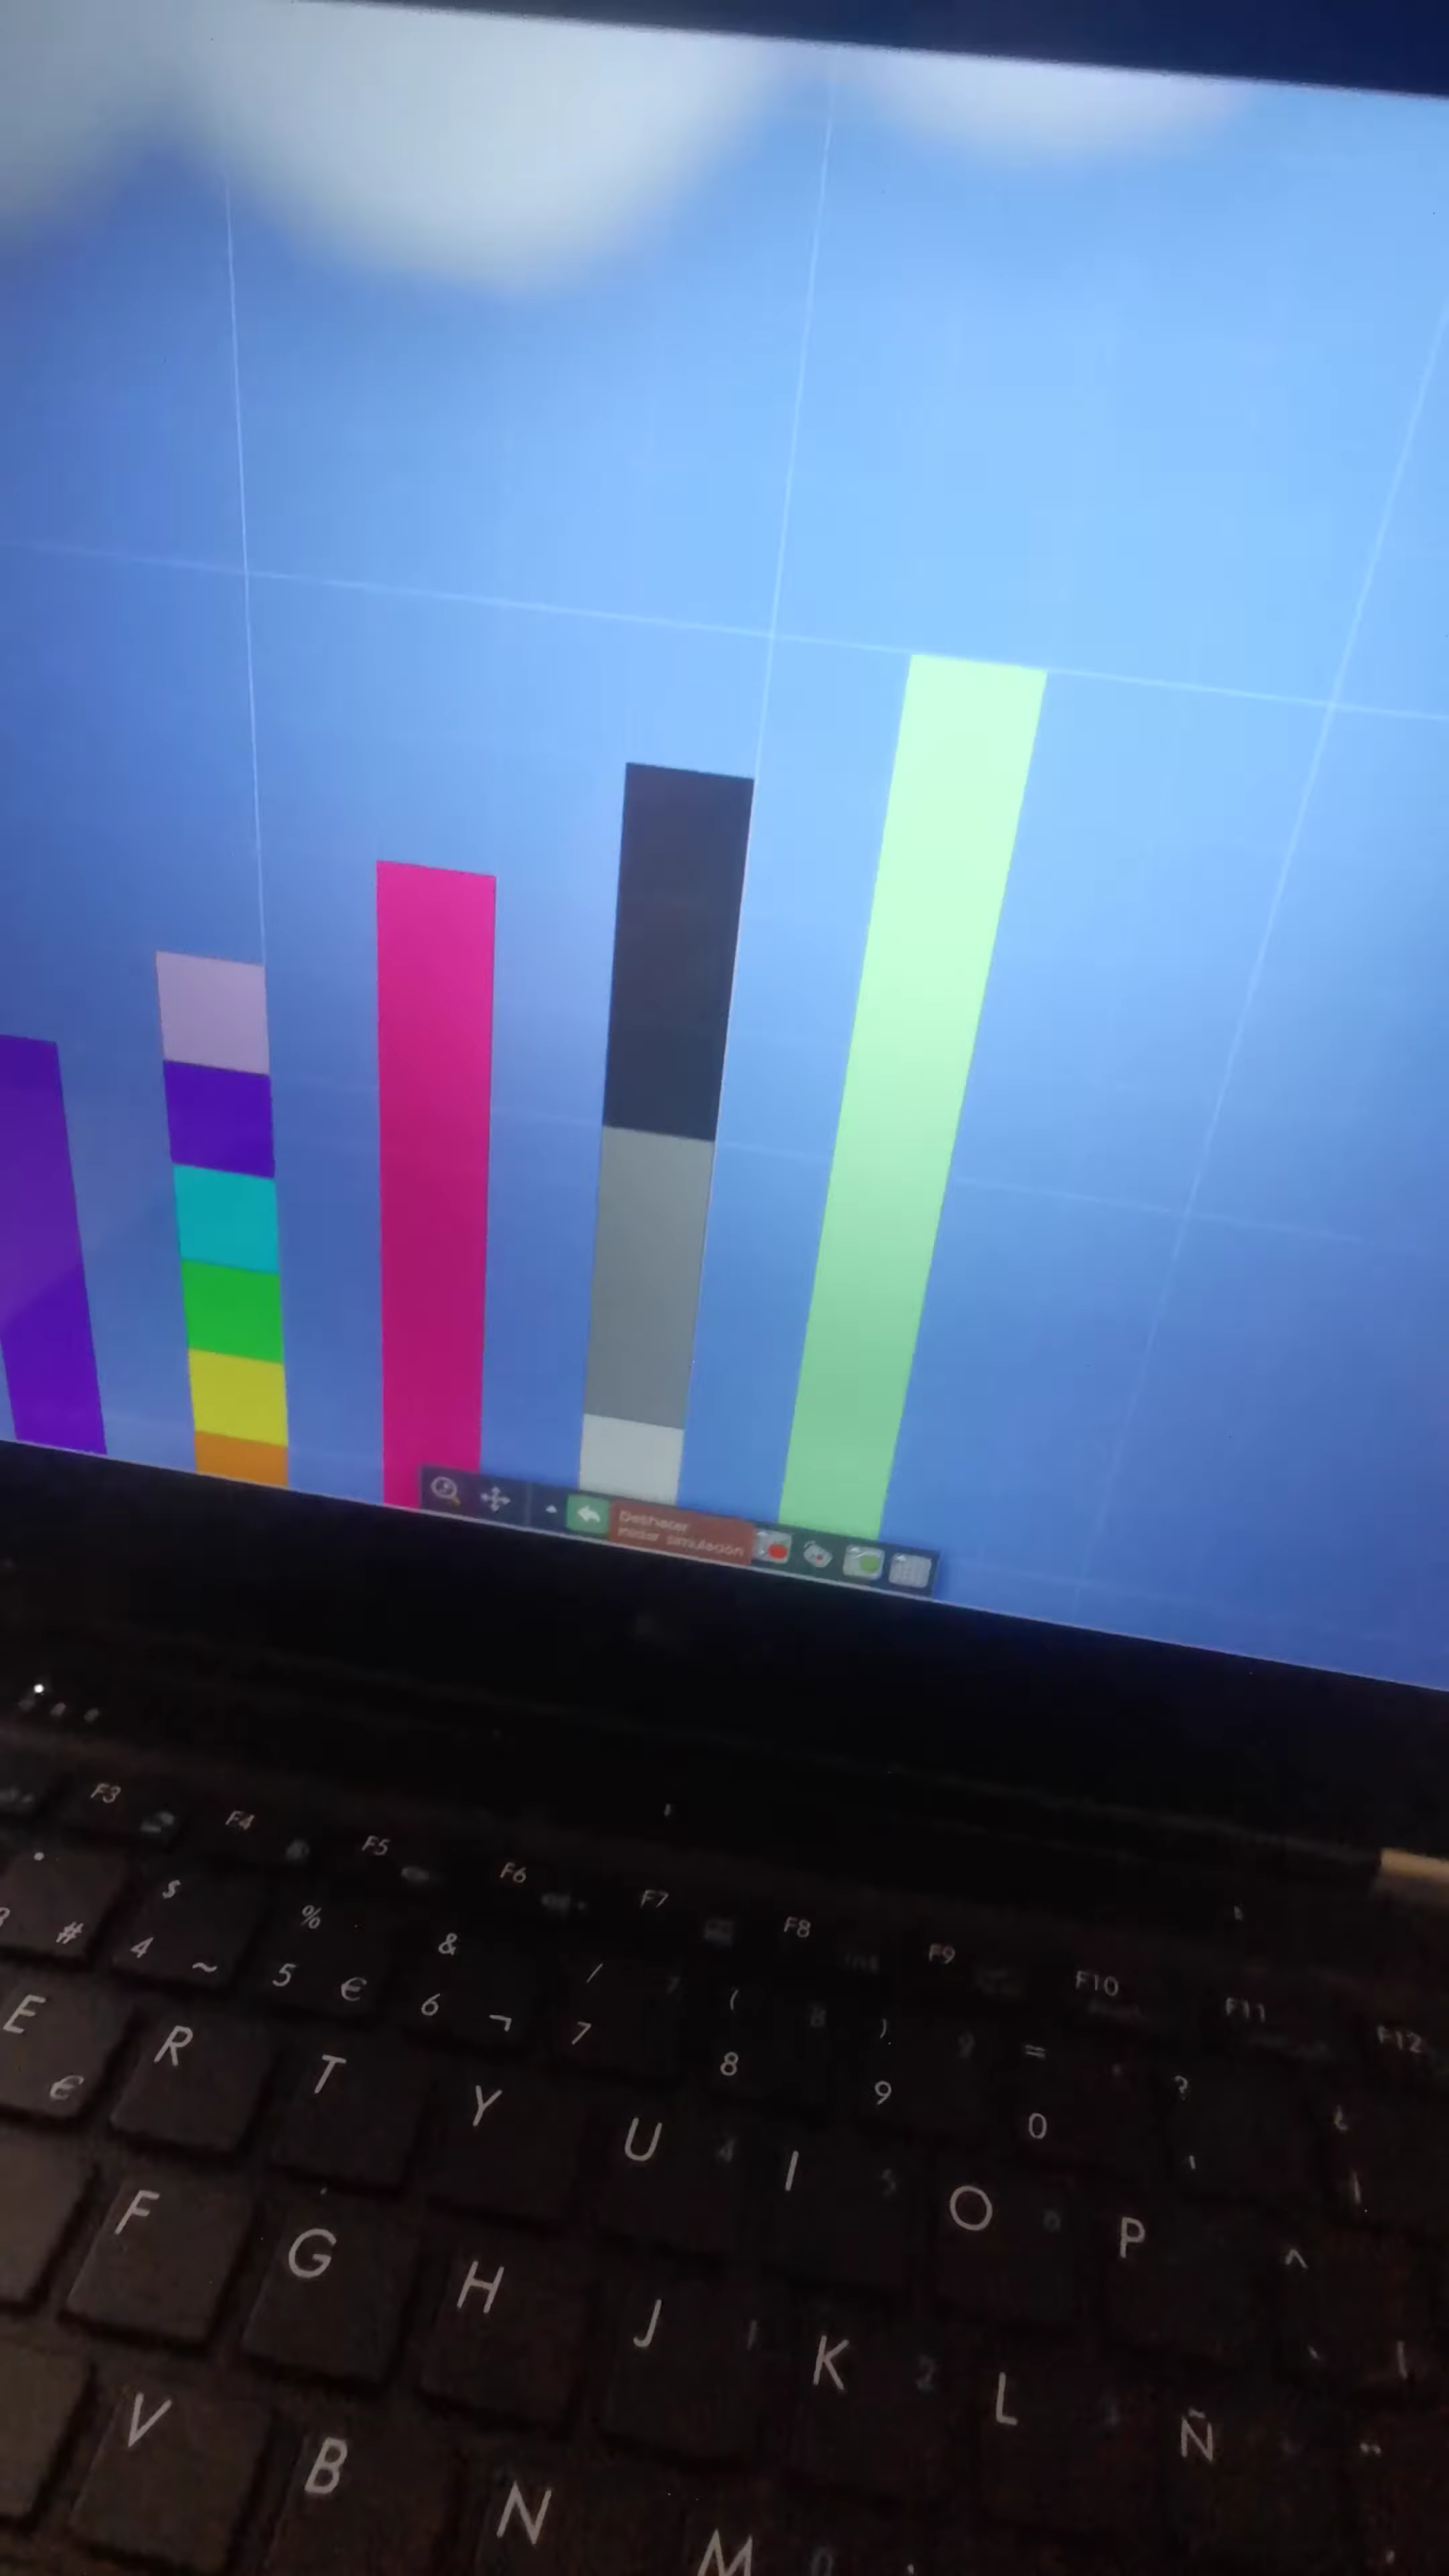 Deshacer
iniciar simulación
F3 F4 F5 F6 F7 F8 F9 F10 F11 F12
# $ 4 ~ % 5 € & 6 ¬ / 7 ( 8 ) 9 = 0 ?
E € R T Y U I O P ^
F G H J K L Ñ
V B N M